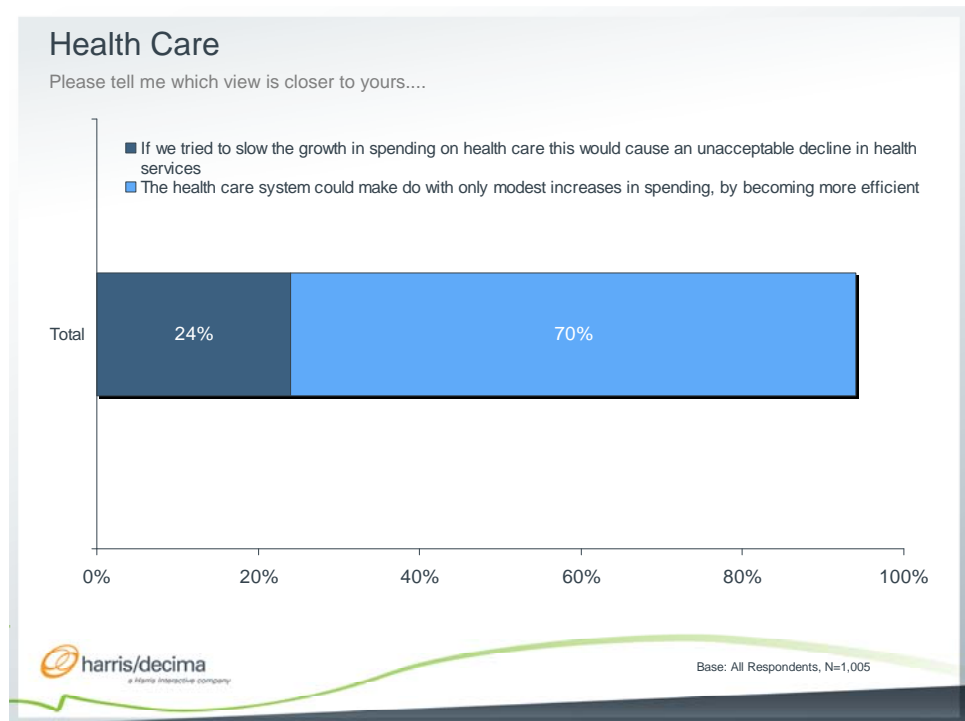 Health Care
Please tell me which view is closer to yours....
If we tried to slow the growth in spending on health care this would cause an unacceptable decline in health
services
The health care system could make do with only modest increases in spending, by becoming more efficient
Total
24%
70%
0%
20%
40%
60%
80%
100%
harris/decima
a Harris Interactive company
Base: All Respondents, N=1,005